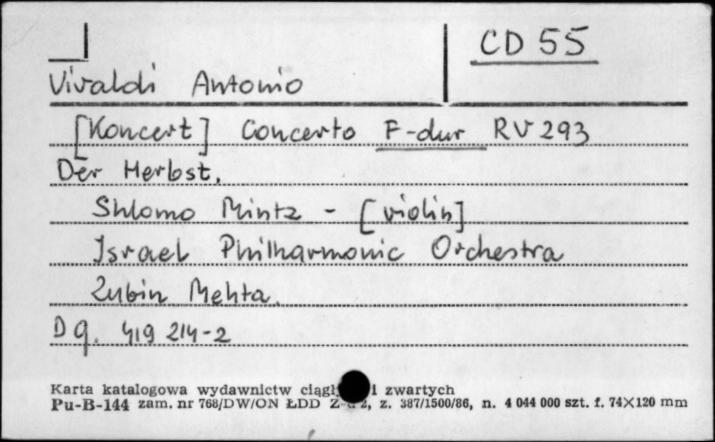 CD 55
Vivaldi Antonio
[Koncert] Concerto F-dur RV 293
Der Herbst.
Shlomo Mintz - [violin]
Israel Philharmonic Orchestra
Zubin Mehta.
Dg. 419 214-2
Karta katalogowa wydawnictw i zwartych
Pu-B-144 zam. nr 768/DW/ON ŁDD z. 387/1500/86, n. 4 044 000 szt. f. 74X120 mm